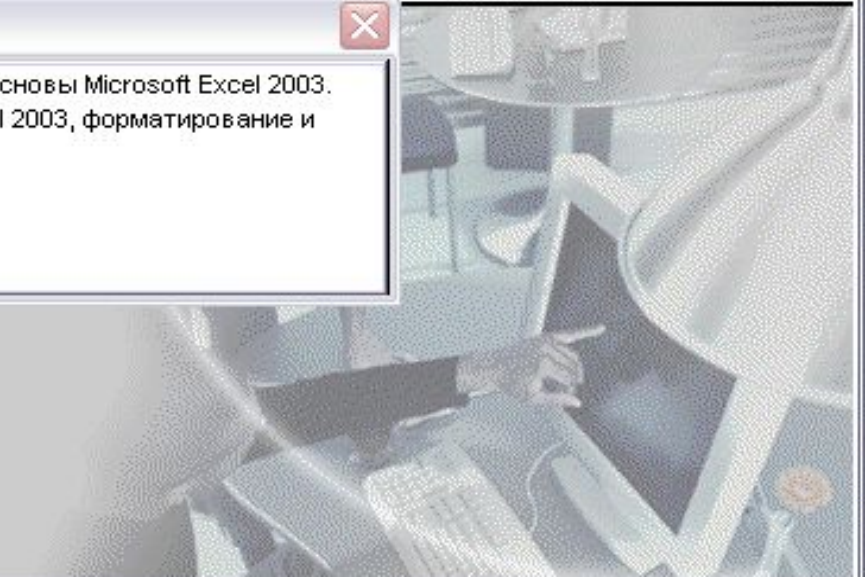 сновы Microsoft Excel 2003.
l 2003, форматирование и